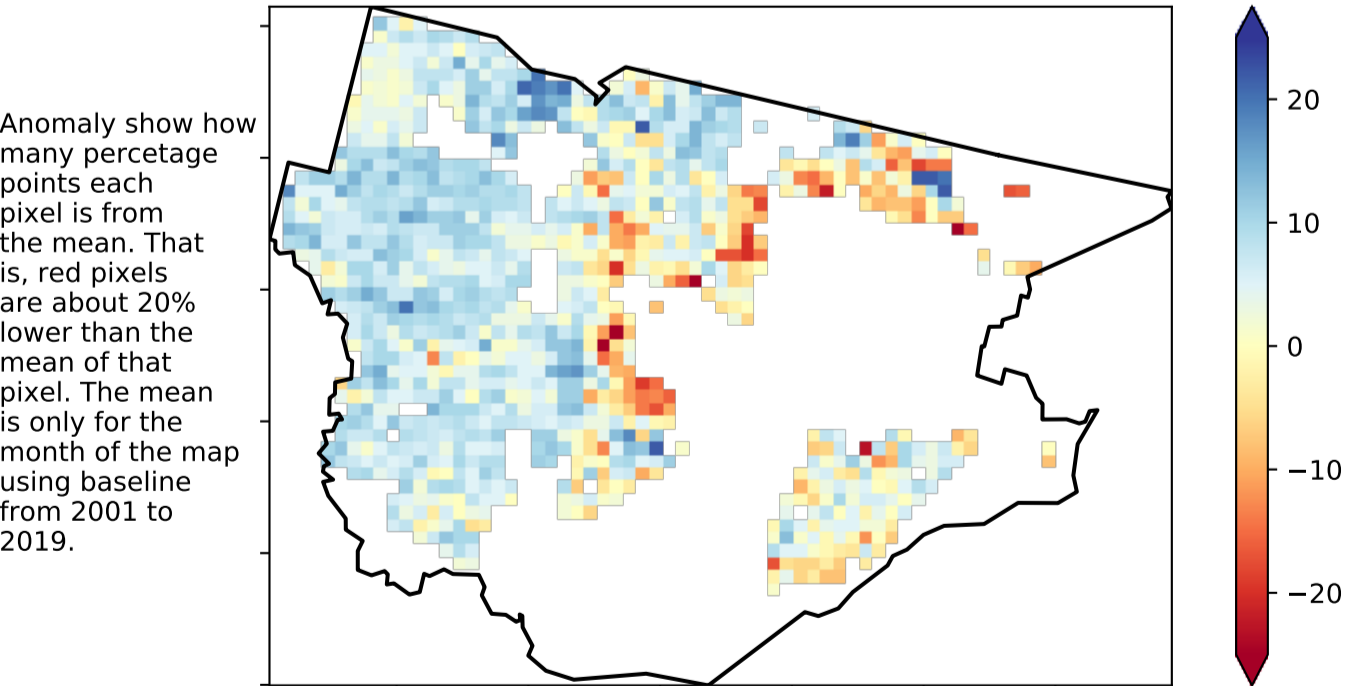 Anomaly show how
many percetage
points each
pixel is from
the mean. That
is, red pixels
are about 20%
lower than the
mean of that
pixel. The mean
is only for the
month of the map
using baseline
from 2001 to
2019.
20
10
0
−10
−20